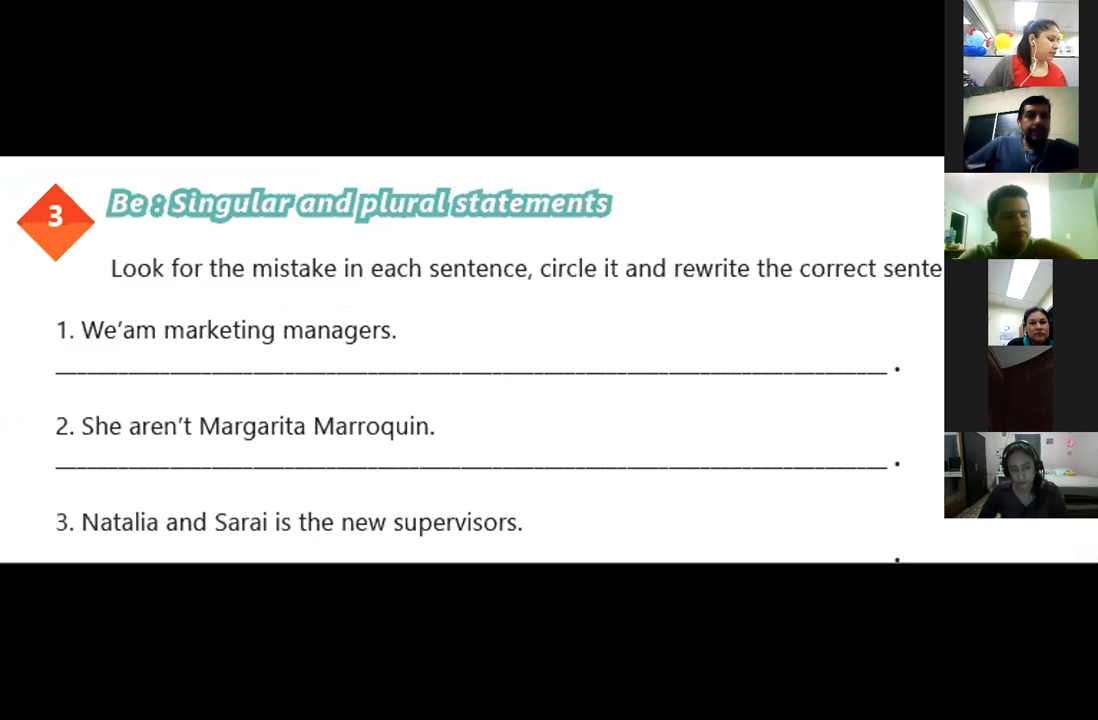 3
Be : Singular and plural statements
Look for the mistake in each sentence, circle it and rewrite the correct sente
1. We'am marketing managers.
______________________________ .
2. She aren't Margarita Marroquin.
______________________________ .
3. Natalia and Sarai is the new supervisors.
.